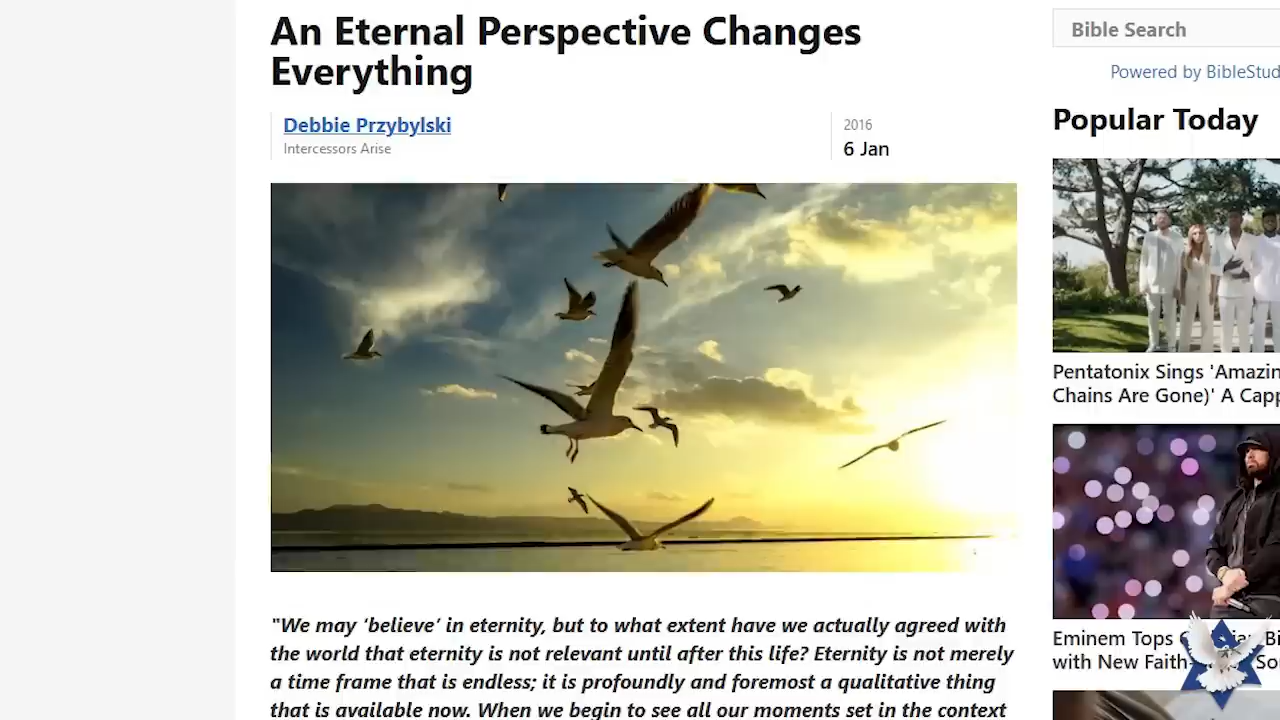 An Eternal Perspective Changes
Everything
Debbie Przybylski
Intercessors Arise
2016
6 Jan
"We may ‘believe’ in eternity, but to what extent have we actually agreed with
the world that eternity is not relevant until after this life? Eternity is not merely
a time frame that is endless; it is profoundly and foremost a qualitative thing
that is available now. When we begin to see all our moments set in the context
Bible Search
Powered by BibleStud
Popular Today
Pentatonix Sings 'Amazin
Chains Are Gone)' A Capp
Eminem Tops
with New Faith-